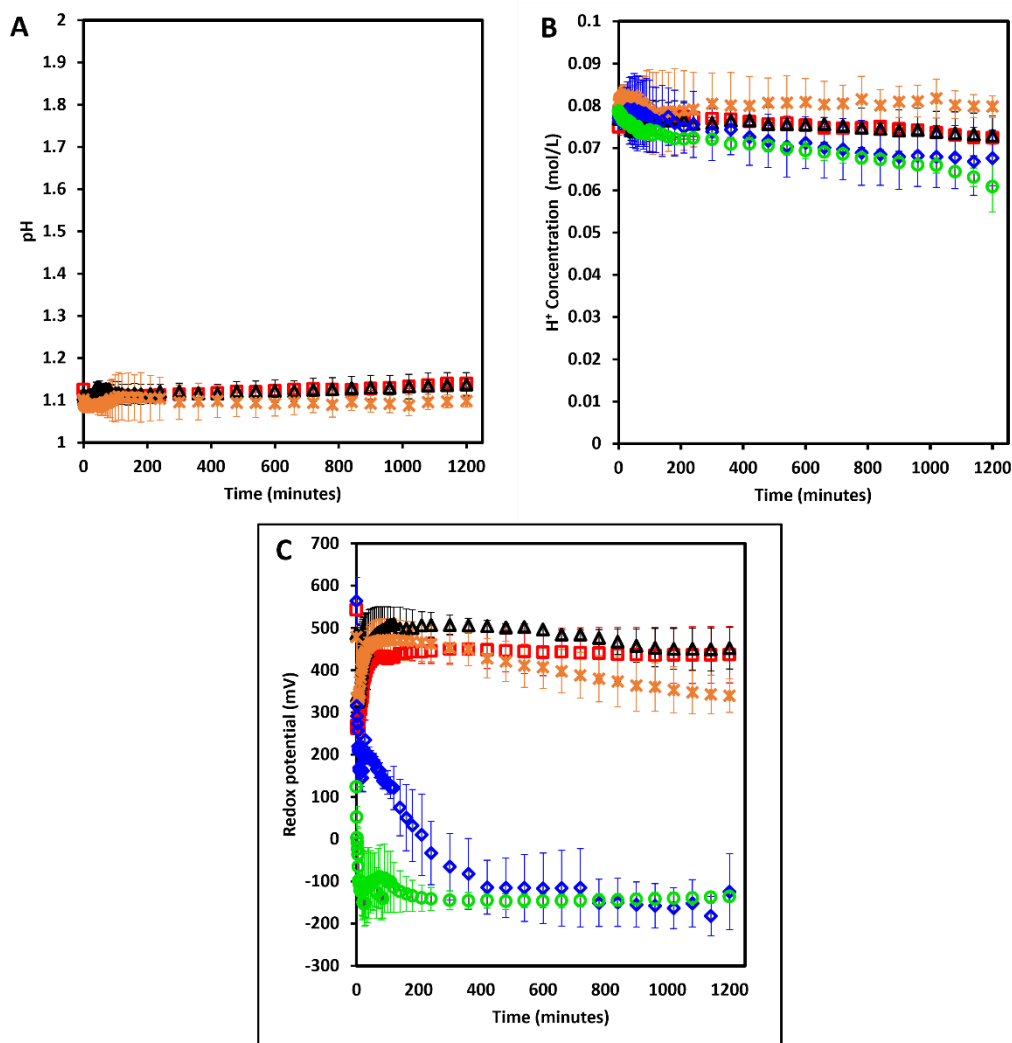 A
2
1.9
1.8
1.7
1.6
1.5
1.4
1.3
1.2
1.1
1
pH
0 200 400 600 800 1000 1200
Time (minutes)
B
0.1
0.09
0.08
0.07
0.06
0.05
0.04
0.03
0.02
0.01
0
H⁺ Concentration (mol/L)
0 200 400 600 800 1000 1200
Time (minutes)
C
700
600
500
400
300
200
100
0
-100
-200
-300
Redox potential (mV)
0 200 400 600 800 1000 1200
Time (minutes)